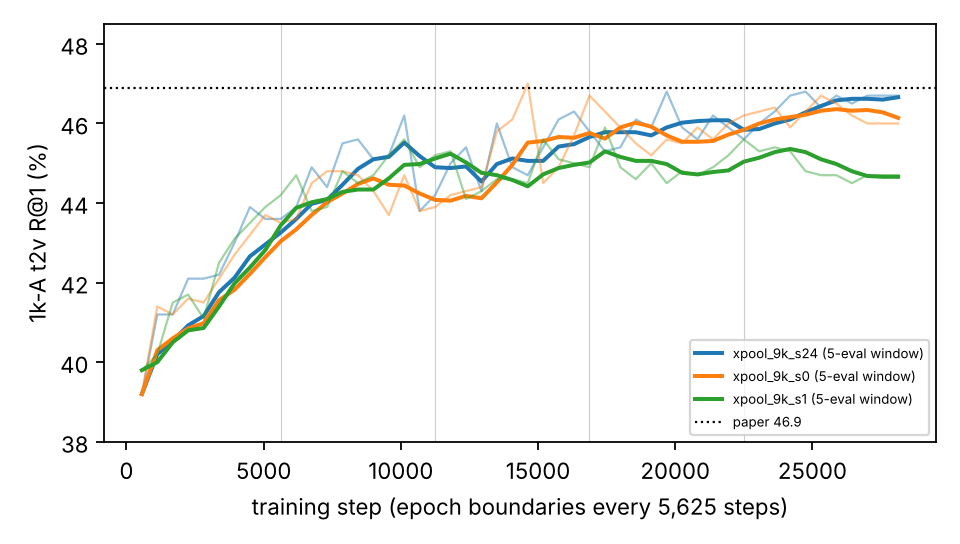 48
46
44
42
40
38
1k-A t2v R@1 (%)
xpool_9k_s24 (5-eval window)
xpool_9k_s0 (5-eval window)
xpool_9k_s1 (5-eval window)
paper 46.9
0 5000 10000 15000 20000 25000
training step (epoch boundaries every 5,625 steps)